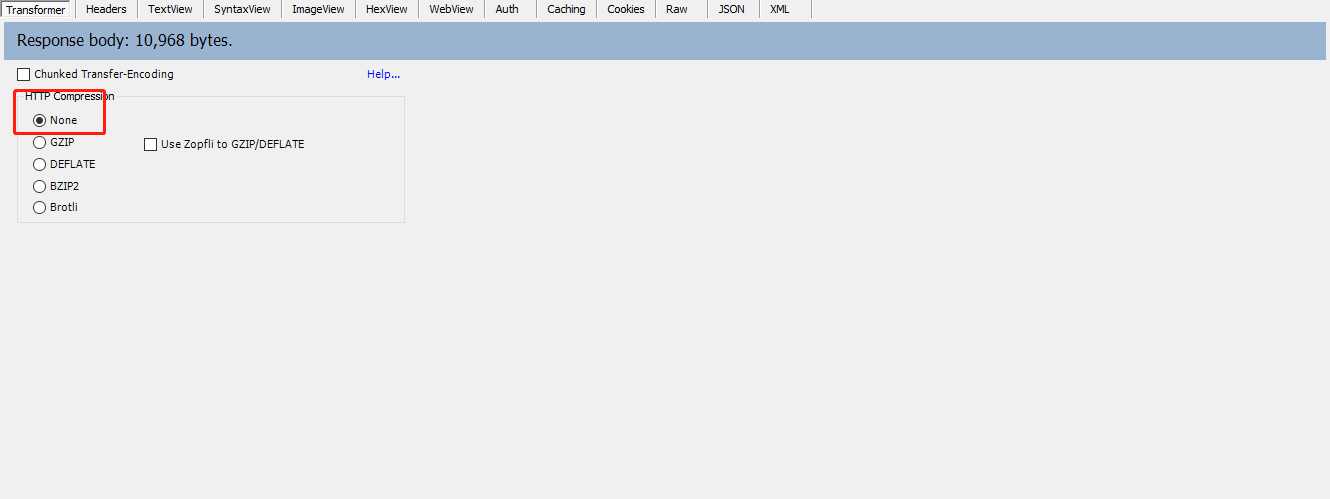 Transformer Headers TextView SyntaxView ImageView HexView WebView Auth Caching Cookies Raw JSON XML
Response body: 10,968 bytes.
Chunked Transfer-Encoding Help...
HTTP Compression
None
GZIP Use Zopfli to GZIP/DEFLATE
DEFLATE
BZIP2
Brotli